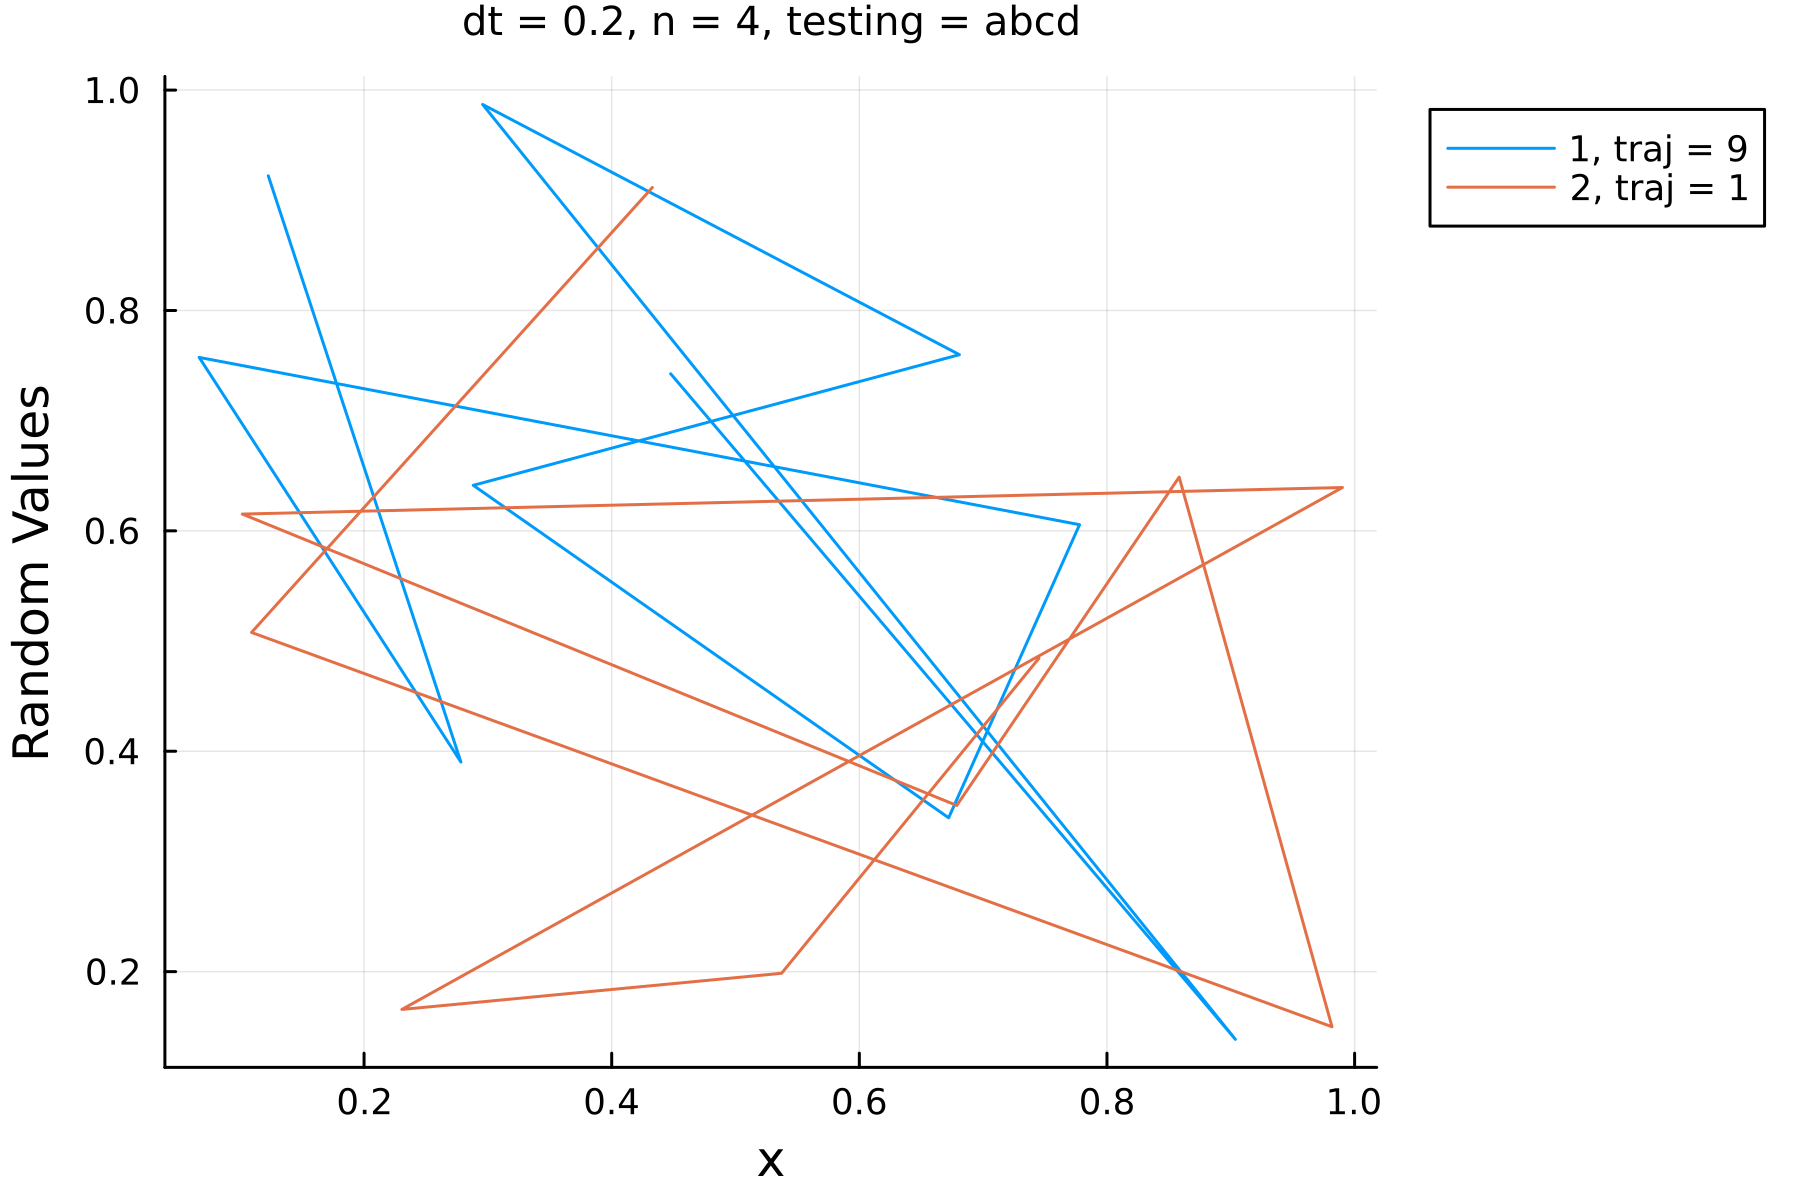 dt = 0.2, n = 4, testing = abcd
1.0
0.8
0.6
0.4
0.2
Random Values
0.2 0.4 0.6 0.8 1.0
x
1, traj = 9
2, traj = 1